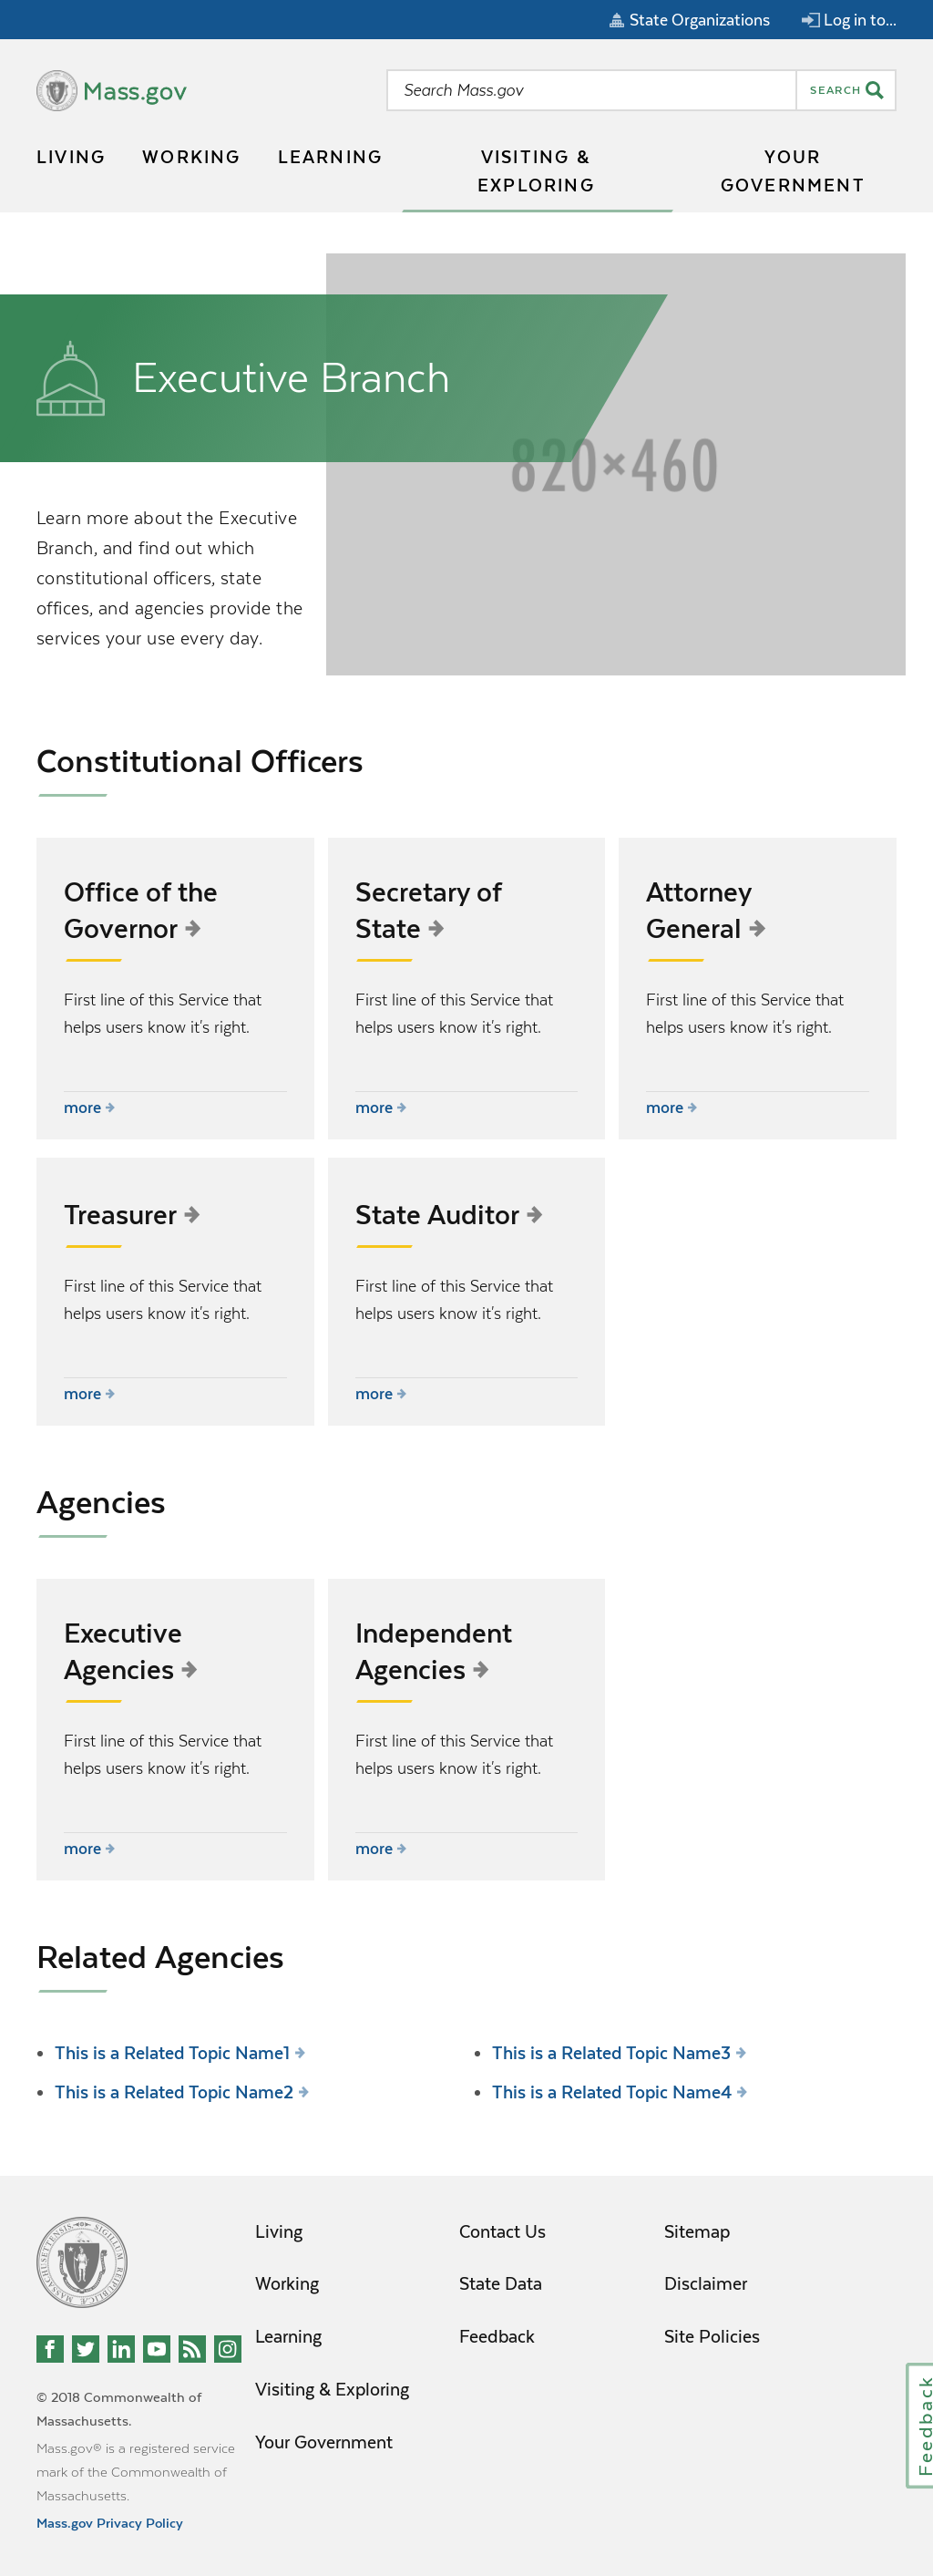 State Organizations
Log in to...
Mass.gov
Search Mass.gov
SEARCH
LIVING
WORKING
LEARNING
VISITING &
EXPLORING
YOUR
GOVERNMENT
Executive Branch
820×460
Learn more about the Executive
Branch, and find out which
constitutional officers, state
offices, and agencies provide the
services your use every day.
Constitutional Officers
Office of the
Governor
First line of this Service that
helps users know it's right.
more
Secretary of
State
First line of this Service that
helps users know it's right.
more
Attorney
General
First line of this Service that
helps users know it's right.
more
Treasurer
First line of this Service that
helps users know it's right.
more
State Auditor
First line of this Service that
helps users know it's right.
more
Agencies
Executive
Agencies
First line of this Service that
helps users know it's right.
more
Independent
Agencies
First line of this Service that
helps users know it's right.
more
Related Agencies
This is a Related Topic Name1
This is a Related Topic Name2
This is a Related Topic Name3
This is a Related Topic Name4
Living
Working
Learning
Visiting & Exploring
Your Government
Contact Us
State Data
Feedback
Sitemap
Disclaimer
Site Policies
© 2018 Commonwealth of
Massachusetts.
Mass.gov® is a registered service
mark of the Commonwealth of
Massachusetts.
Mass.gov Privacy Policy
Feedback